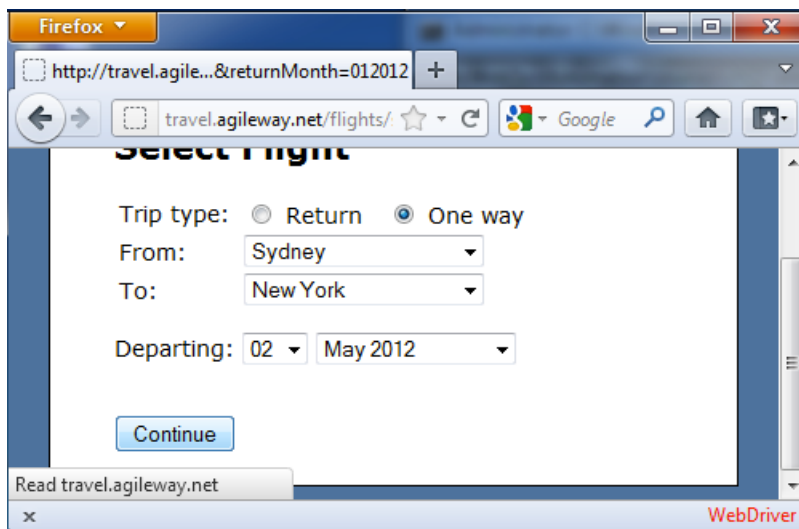 Firefox
http://travel.agile...&returnMonth=012012
travel.agileway.net/flights/
Google
Select Flight
Trip type: Return One way
From: Sydney
To: New York
Departing: 02 May 2012
Continue
Read travel.agileway.net
x WebDriver